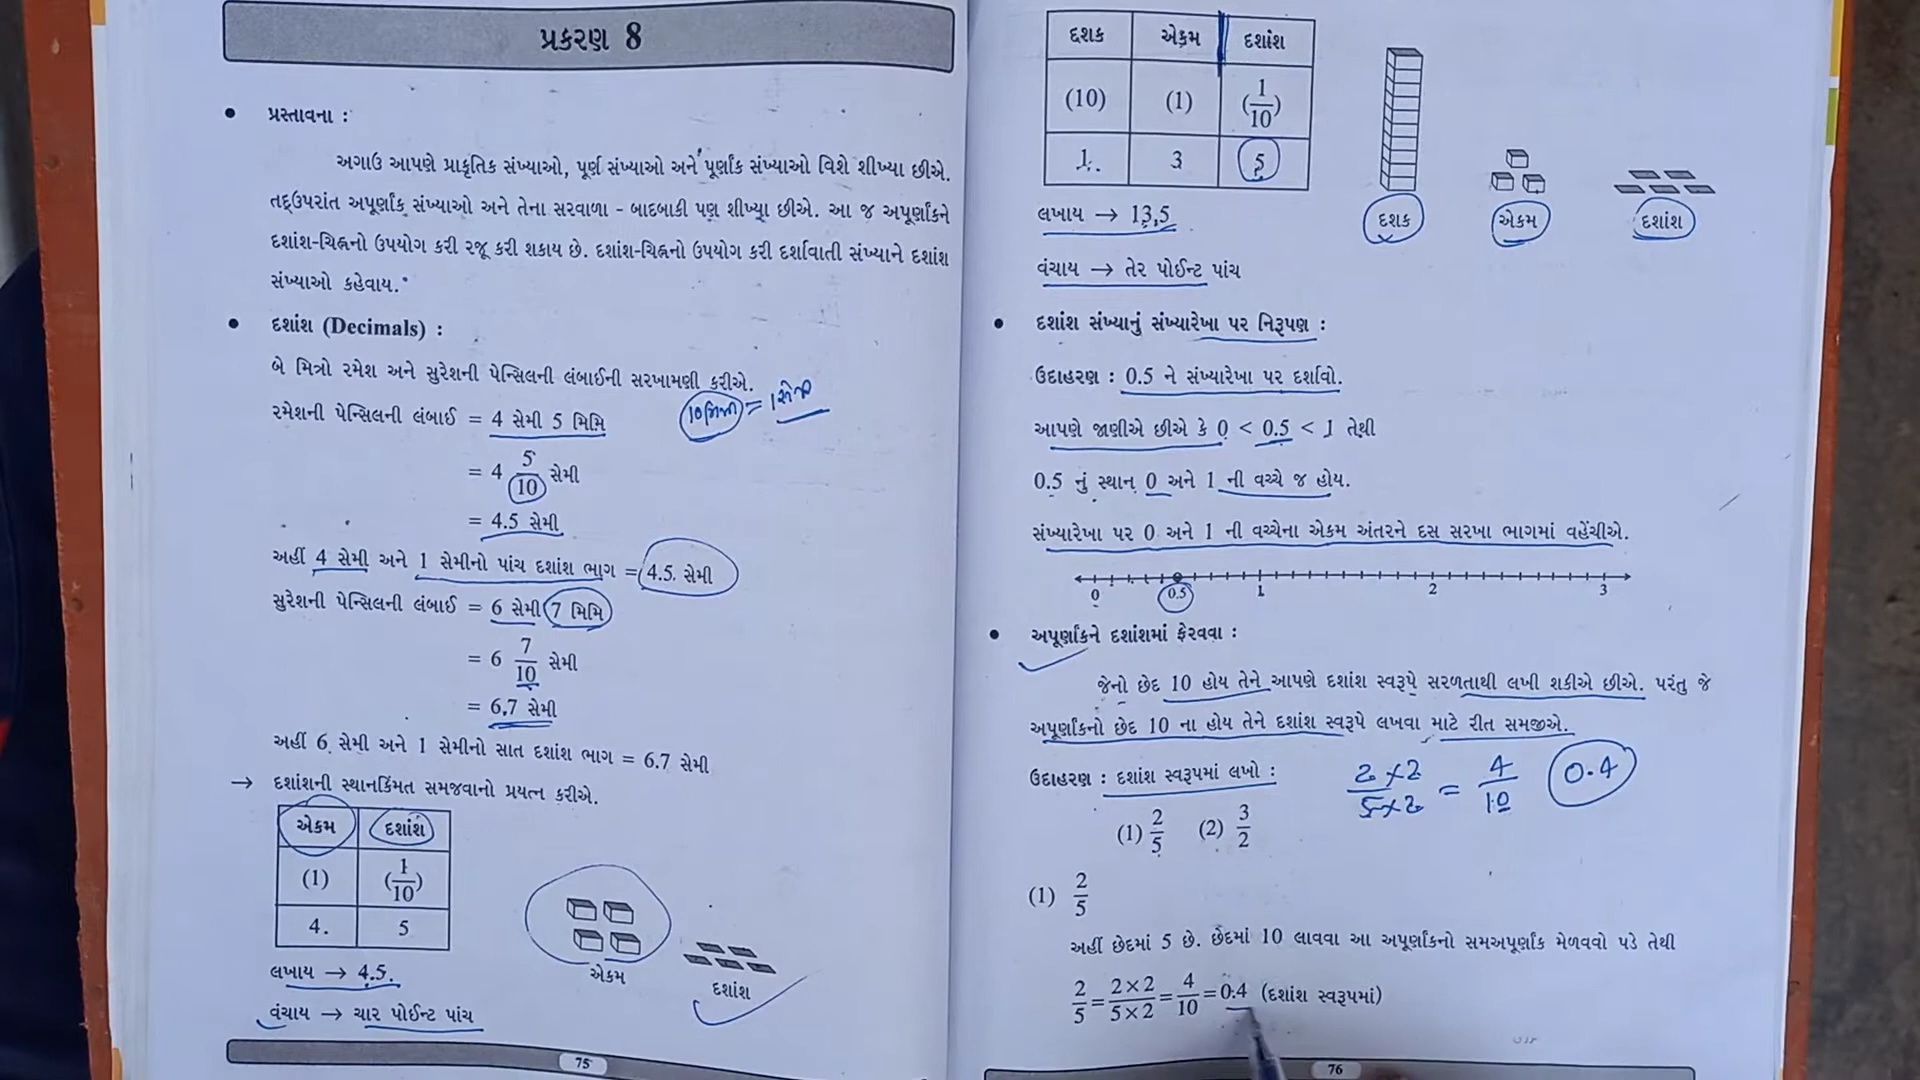 પ્રકરણ 8
• પ્રસ્તાવના :
અગાઉ આપણે પ્રાકૃતિક સંખ્યાઓ, પૂર્ણ સંખ્યાઓ અને પૂર્ણાંક સંખ્યાઓ વિશે શીખ્યા છીએ.
તદ્ઉપરાંત અપૂર્ણાંક સંખ્યાઓ અને તેના સરવાળા - બાદબાકી પણ શીખ્યા છીએ. આ જ અપૂર્ણાંકને
દશાંશ-ચિહ્નનો ઉપયોગ કરી રજૂ કરી શકાય છે. દશાંશ-ચિહ્નનો ઉપયોગ કરી દર્શાવાતી સંખ્યાને દશાંશ
સંખ્યાઓ કહેવાય.
• દશાંશ (Decimals) :
બે મિત્રો રમેશ અને સુરેશની પેન્સિલની લંબાઈની સરખામણી કરીએ.
10મિમી = 1સેમી
રમેશની પેન્સિલની લંબાઈ = 4 સેમી 5 મિમિ
= 4 5/10 સેમી
= 4.5 સેમી
અહીં 4 સેમી અને 1 સેમીનો પાંચ દશાંશ ભાગ = 4.5. સેમી
સુરેશની પેન્સિલની લંબાઈ = 6 સેમી 7 મિમિ
= 6 7/10 સેમી
= 6.7 સેમી
અહીં 6 સેમી અને 1 સેમીનો સાત દશાંશ ભાગ = 6.7 સેમી
→ દશાંશની સ્થાનકિંમત સમજવાનો પ્રયત્ન કરીએ.
એકમ દશાંશ
(1) (1/10)
4. 5
એકમ દશાંશ
લખાય → 4.5.
વંચાય → ચાર પોઈન્ટ પાંચ
75
દશક એકમ દશાંશ
(10) (1) (1/10)
1. 3 5
દશક એકમ દશાંશ
લખાય → 13.5
વંચાય → તેર પોઈન્ટ પાંચ
• દશાંશ સંખ્યાનું સંખ્યારેખા પર નિરૂપણ :
ઉદાહરણ : 0.5 ને સંખ્યારેખા પર દર્શાવો.
આપણે જાણીએ છીએ કે 0 < 0.5 < 1 તેથી
0.5 નું સ્થાન 0 અને 1 ની વચ્ચે જ હોય.
સંખ્યારેખા પર 0 અને 1 ની વચ્ચેના એકમ અંતરને દસ સરખા ભાગમાં વહેંચીએ.
0 0.5 1 2 3
• અપૂર્ણાંકને દશાંશમાં ફેરવવા :
જેનો છેદ 10 હોય તેને આપણે દશાંશ સ્વરૂપે સરળતાથી લખી શકીએ છીએ. પરંતુ જે
અપૂર્ણાંકનો છેદ 10 ના હોય તેને દશાંશ સ્વરૂપે લખવા માટે રીત સમજીએ.
ઉદાહરણ : દશાંશ સ્વરૂપમાં લખો :
2×2/5×2 = 4/10 0.4
(1) 2/5 (2) 3/2
(1) 2/5
અહીં છેદમાં 5 છે. છેદમાં 10 લાવવા આ અપૂર્ણાંકનો સમઅપૂર્ણાંક મેળવવો પડે તેથી
2/5 = 2×2/5×2 = 4/10 = 0.4 (દશાંશ સ્વરૂપમાં)
76